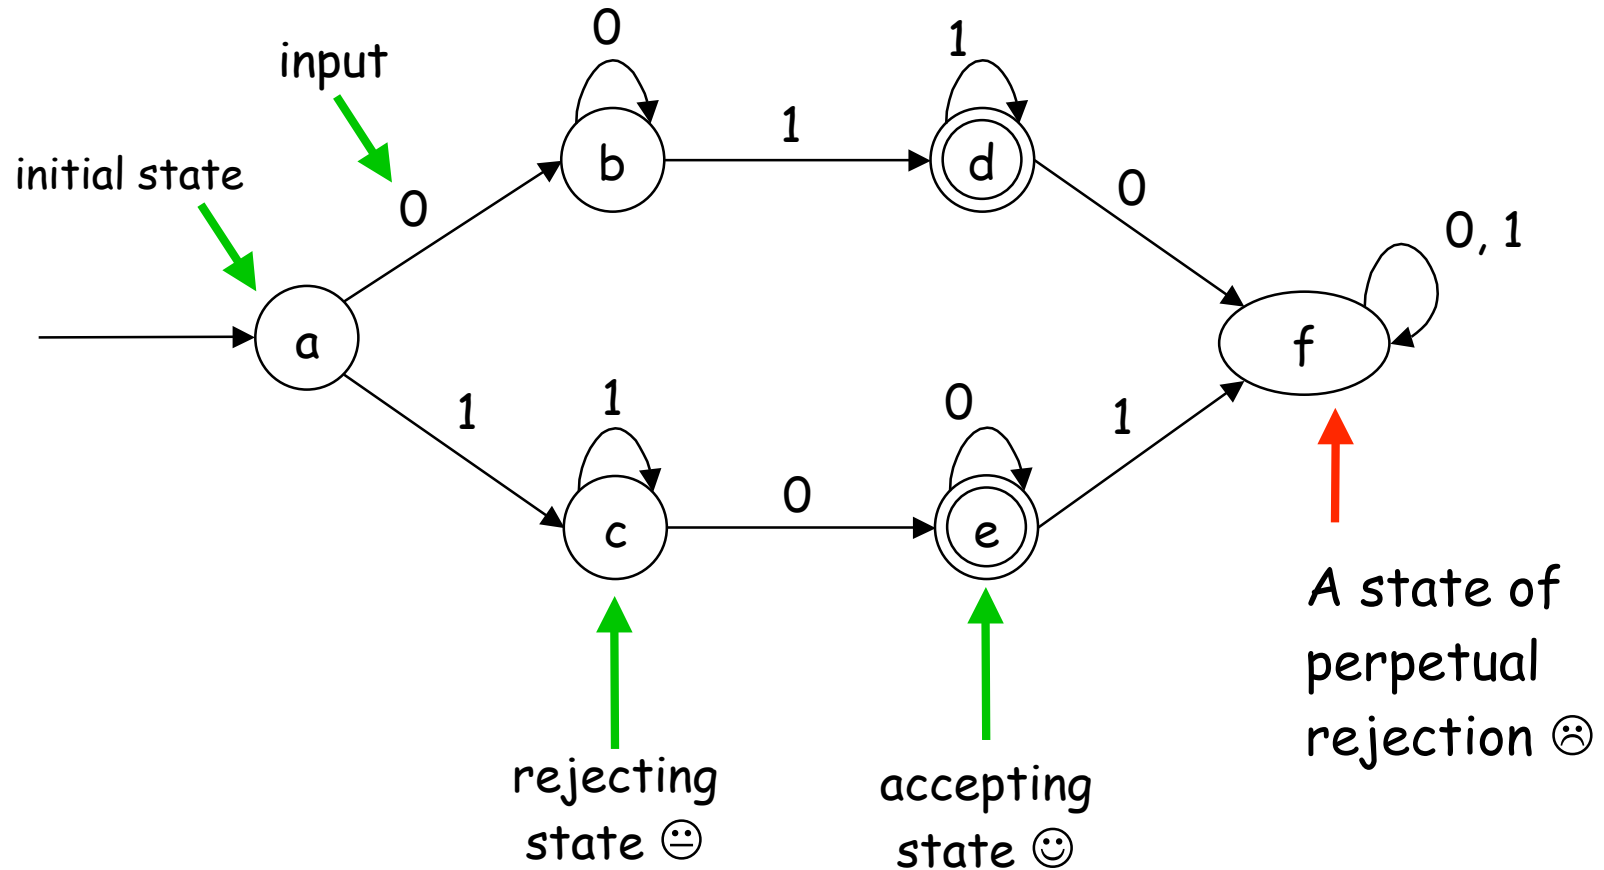 0
1
input
1
initial state
0
0
0, 1
b
d
a
f
1
1
0
1
0
c
e
A state of
perpetual
rejection ☹
rejecting
state 😐
accepting
state ☺